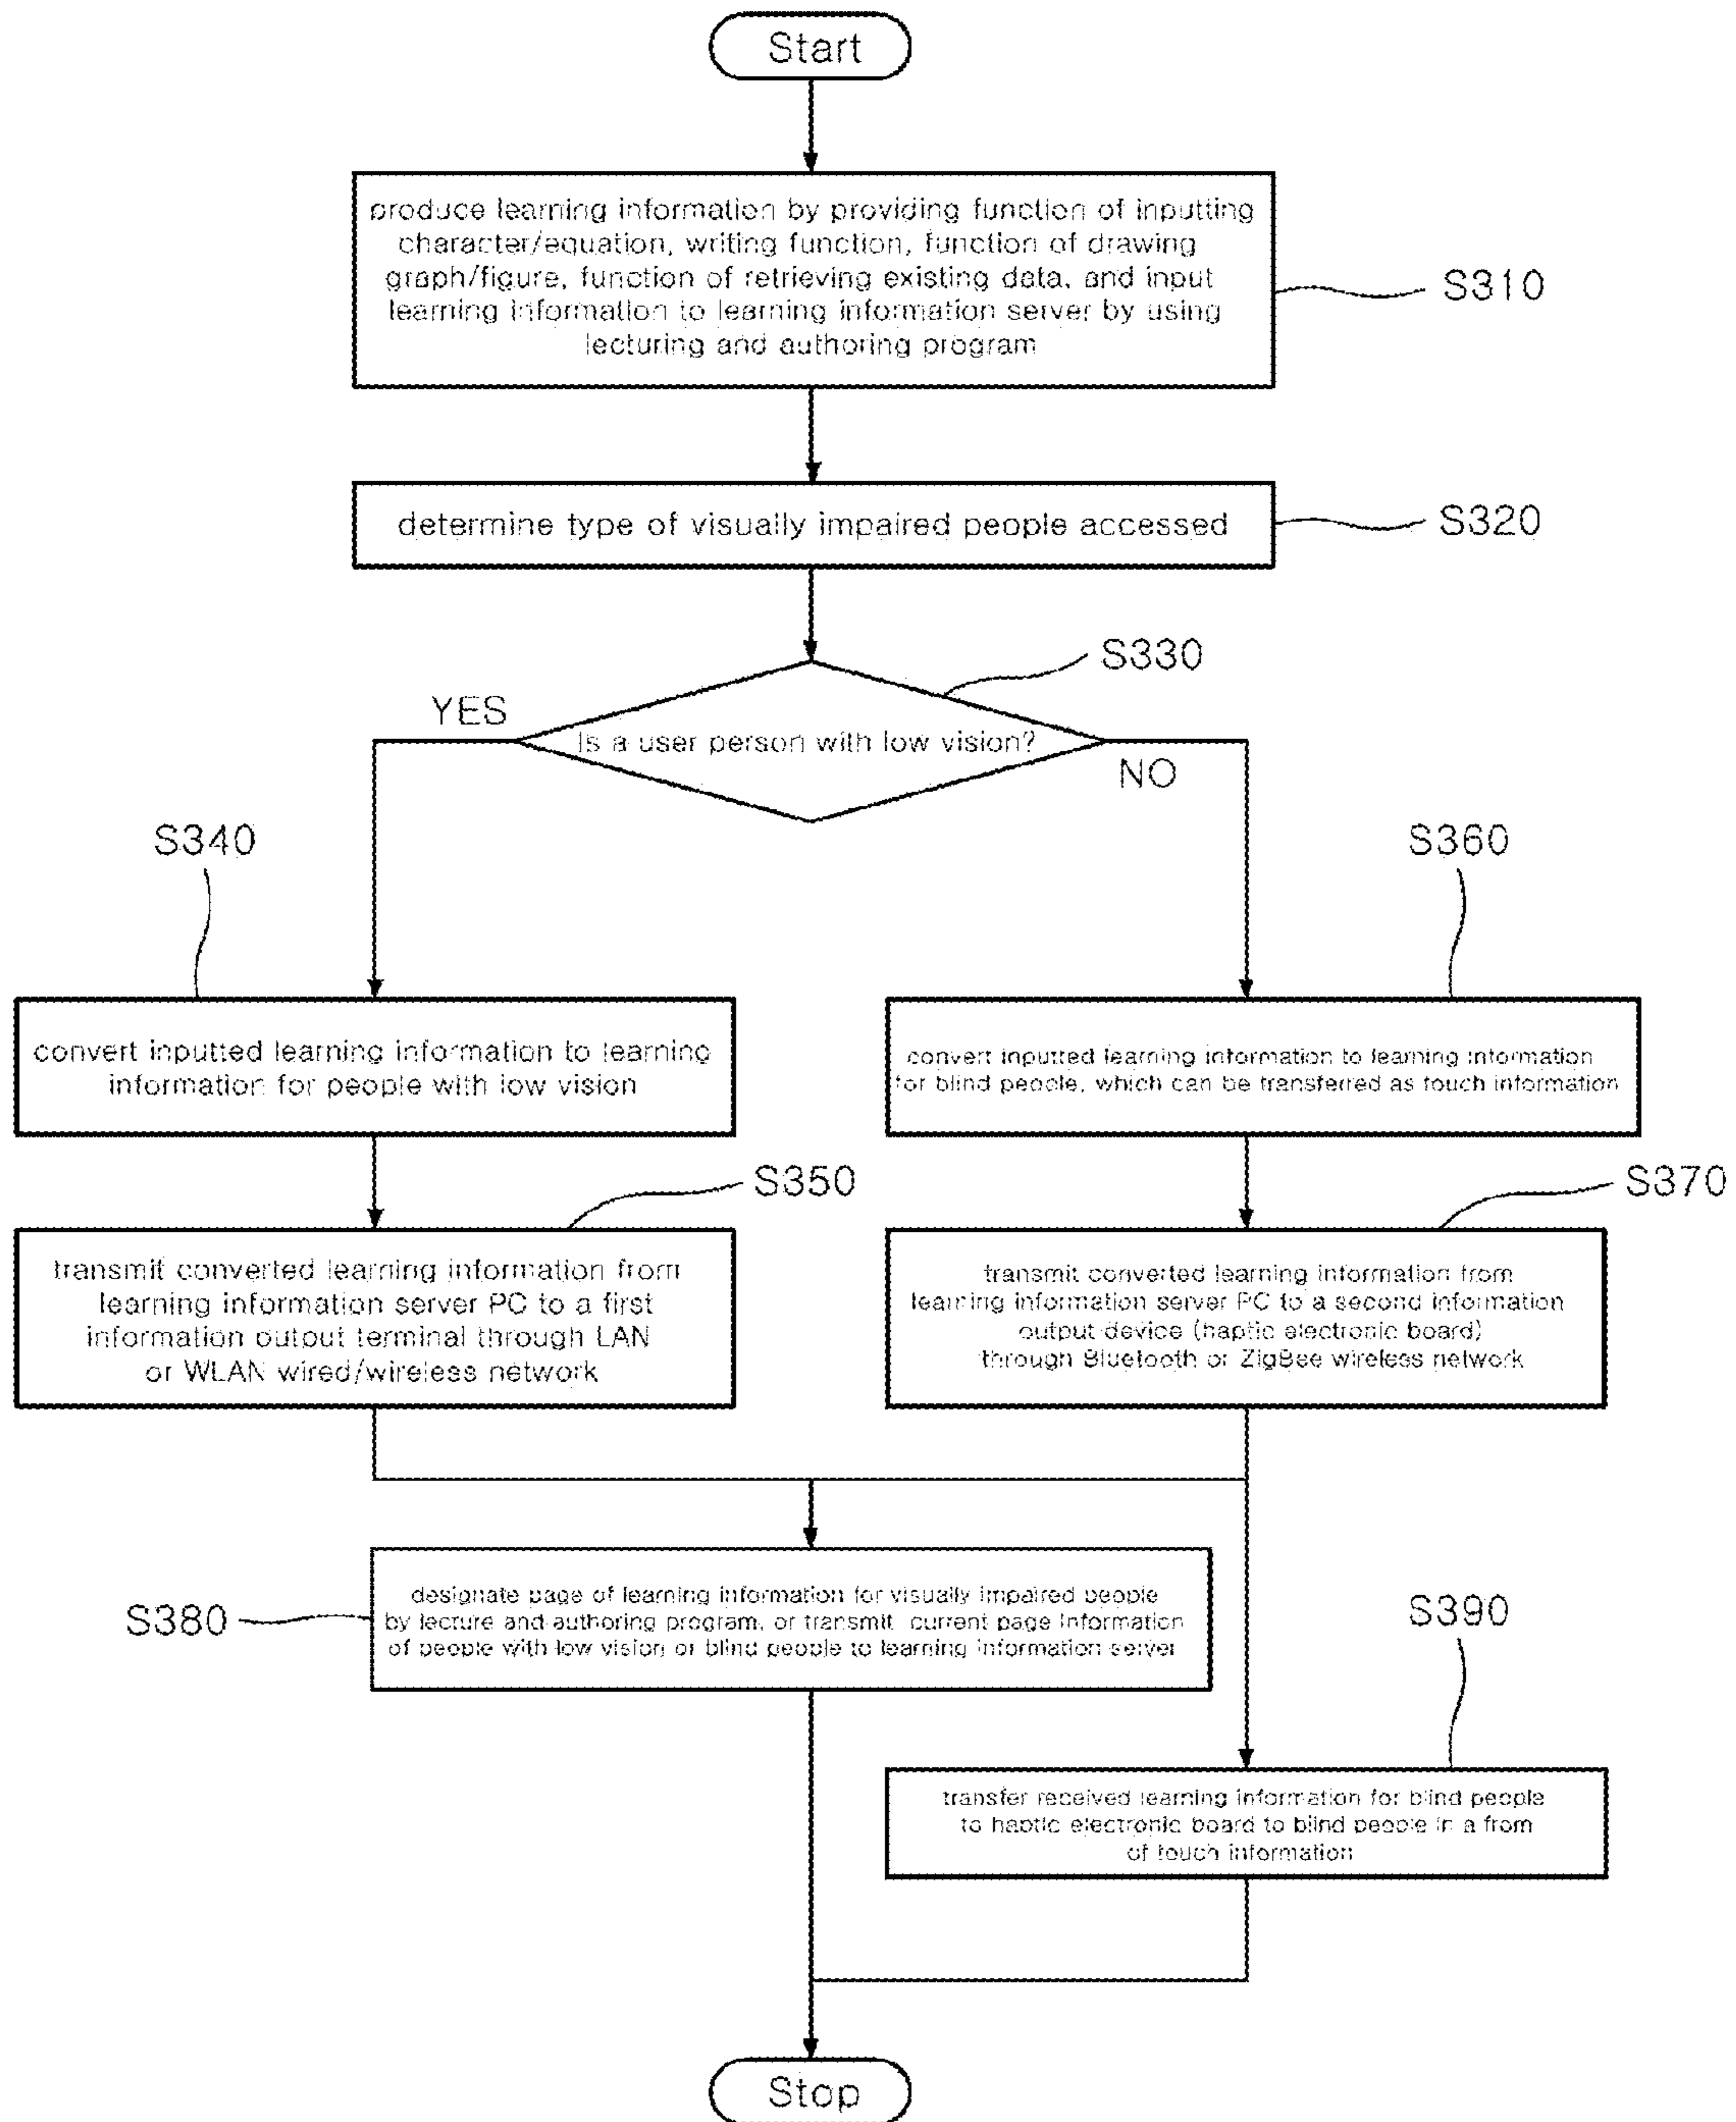 Start
produce learning information by providing function of inputting
character/equation, writing function, function of drawing
graph/figure, function of retrieving existing data, and input
learning information to learning information server by using
lecturing and authoring program
S310
determine type of visually impaired people accessed
S320
S330
YES
Is a user person with low vision?
NO
S340
S360
convert inputted learning information to learning
information for people with low vision
convert inputted learning information to learning information
for blind people, which can be transferred as touch information
S350
S370
transmit converted learning information from
learning information server PC to a first
information output terminal through LAN
or WLAN wired/wireless network
transmit converted learning information from
learning information server PC to a second information
output device (haptic electronic board)
through Bluetooth or ZigBee wireless network
designate page of learning information for visually impaired people
by lecture and authoring program, or transmit current page information
of people with low vision or blind people to learning information server
S380
S390
transfer received learning information for blind people
to haptic electronic board to blind people in a from
of touch information
Stop